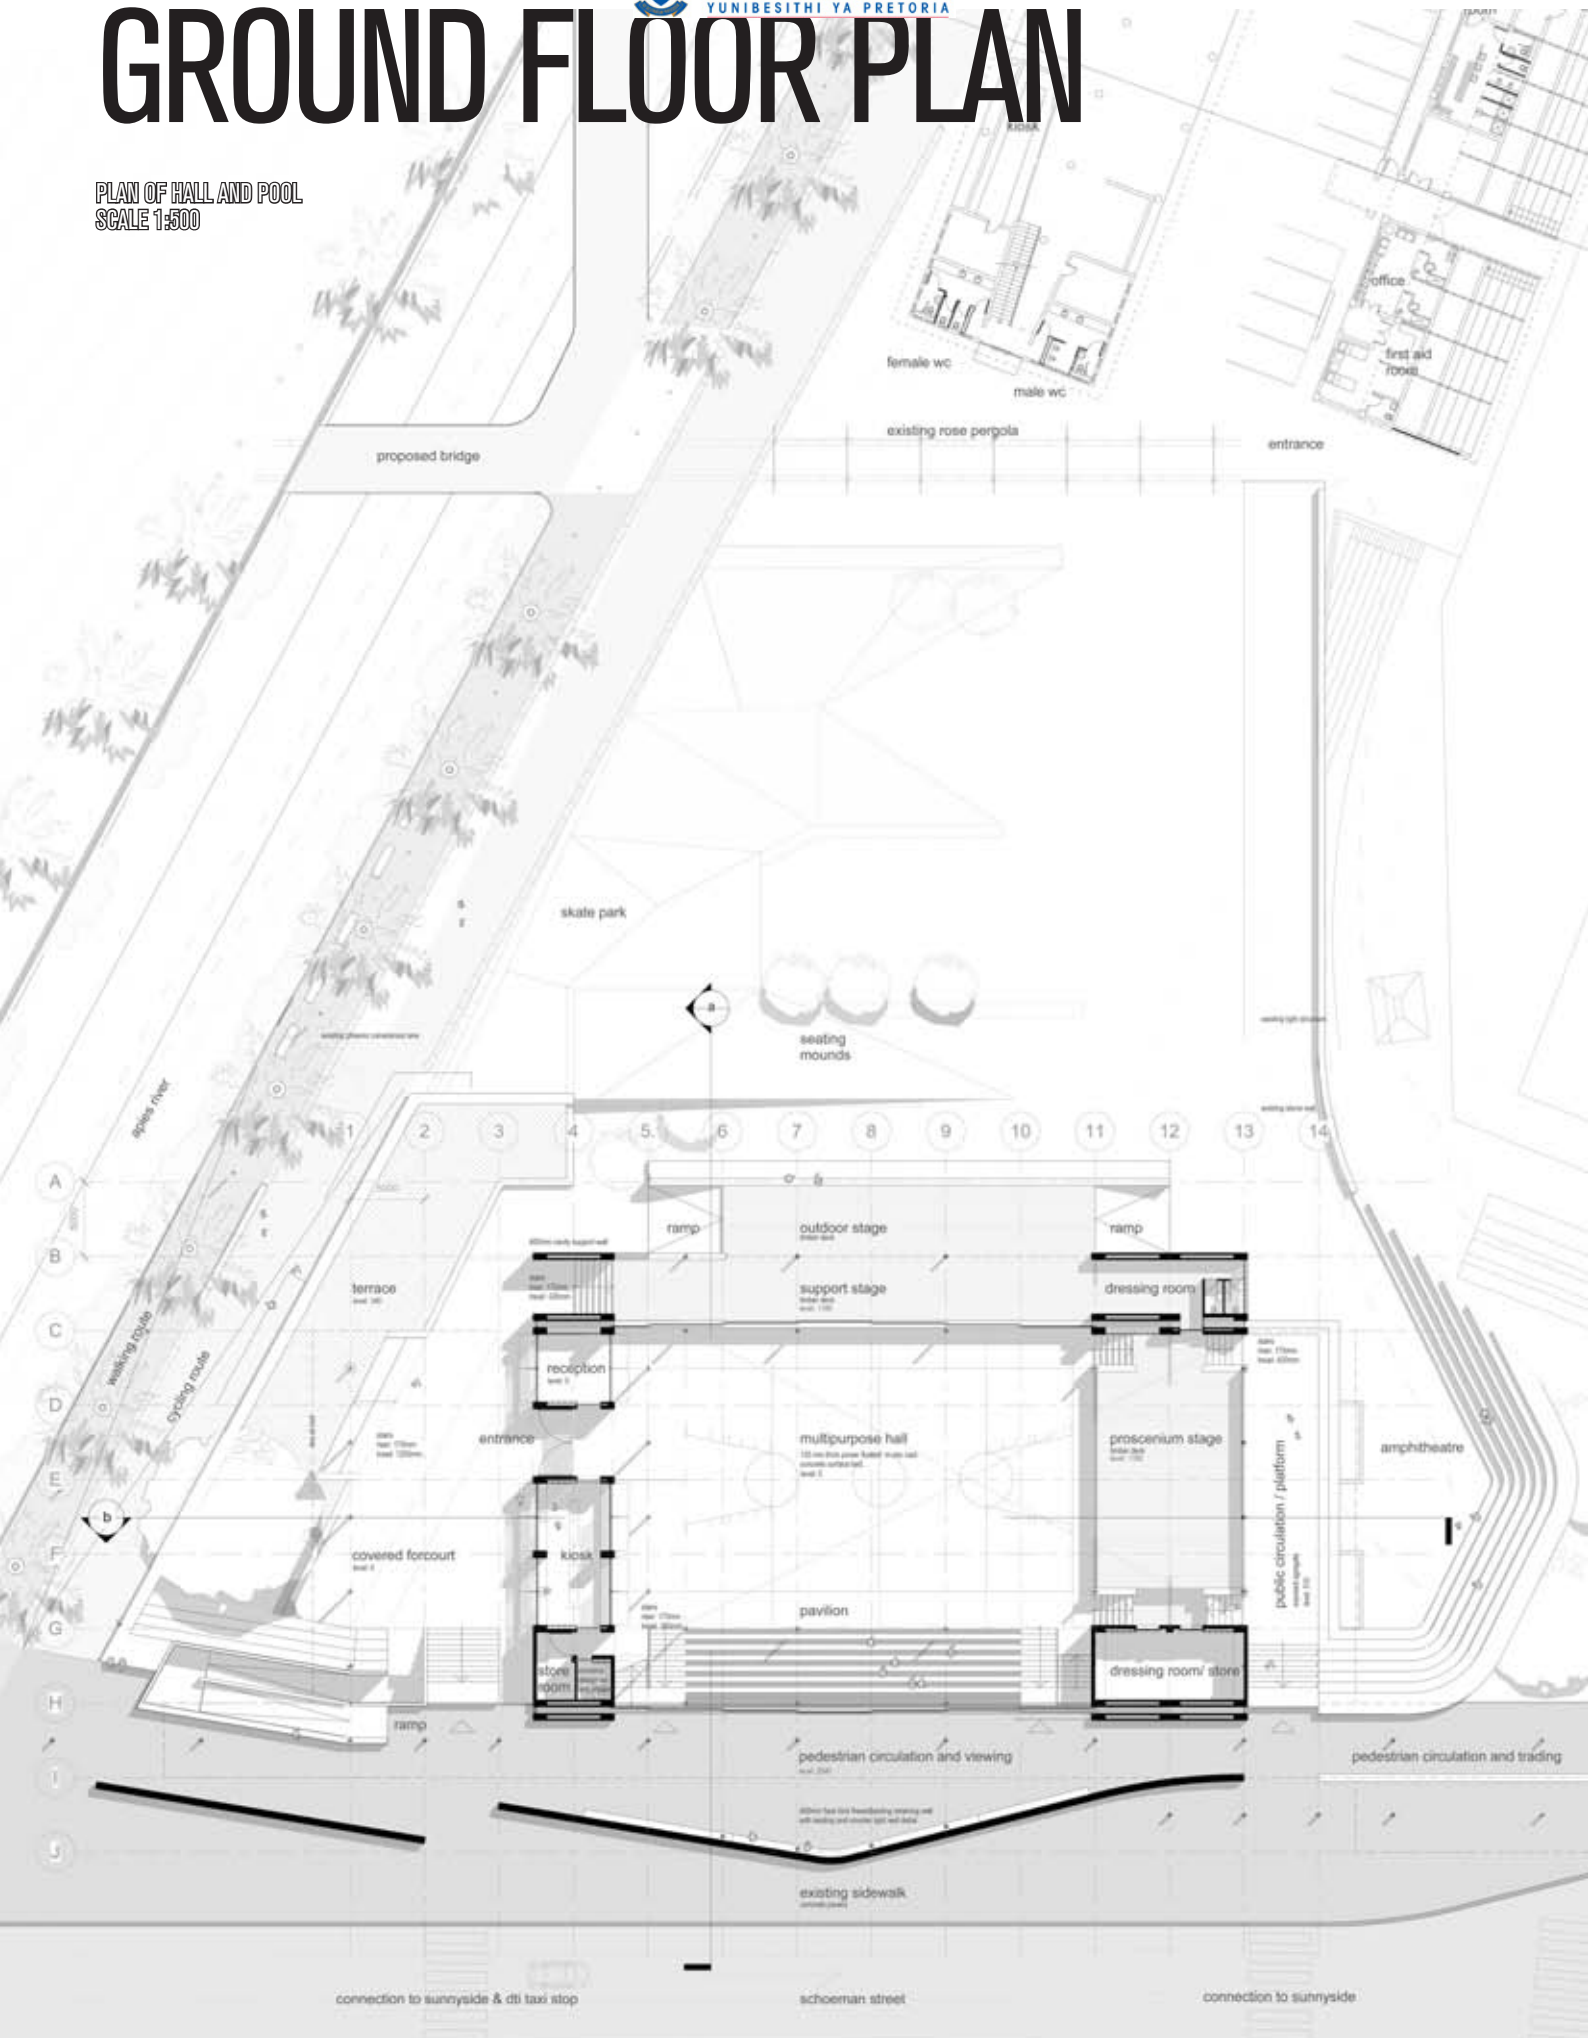 YUNIBESITHI YA PRETORIA
GROUND FLOOR PLAN
PLAN OF HALL AND POOL
SCALE 1:500
kiosk
office
first aid
room
female wc
male wc
existing rose pergola
entrance
proposed bridge
skate park
a
seating
mounds
apies river
1 2 3 4 5 6 7 8 9 10 11 12 13 14
A
B
C
D
E
F
G
H
I
J
ramp
outdoor stage
ramp
terrace
support stage
dressing room
walking route
cycling route
reception
entrance
multipurpose hall
proscenium stage
amphitheatre
public circulation / platform
b
covered forcourt
kiosk
pavilion
store
room
dressing room/ store
ramp
pedestrian circulation and viewing
pedestrian circulation and trading
existing sidewalk
connection to sunnyside & dti taxi stop
schoeman street
connection to sunnyside